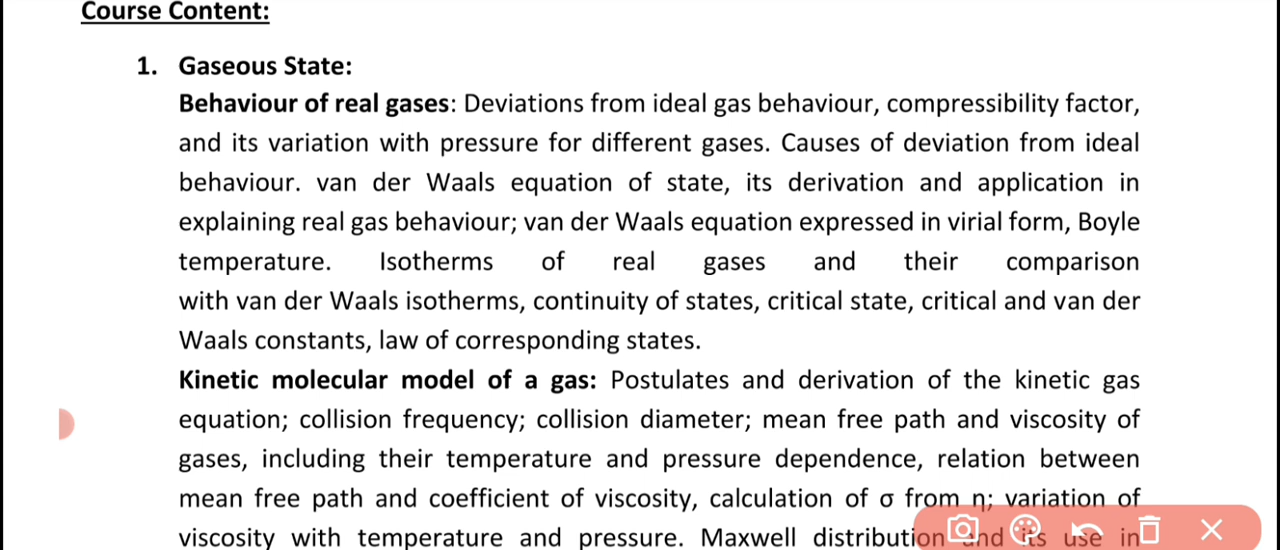 Course Content:
1. Gaseous State:
Behaviour of real gases: Deviations from ideal gas behaviour, compressibility factor,
and its variation with pressure for different gases. Causes of deviation from ideal
behaviour. van der Waals equation of state, its derivation and application in
explaining real gas behaviour; van der Waals equation expressed in virial form, Boyle
temperature. Isotherms of real gases and their comparison
with van der Waals isotherms, continuity of states, critical state, critical and van der
Waals constants, law of corresponding states.
Kinetic molecular model of a gas: Postulates and derivation of the kinetic gas
equation; collision frequency; collision diameter; mean free path and viscosity of
gases, including their temperature and pressure dependence, relation between
mean free path and coefficient of viscosity, calculation of σ from η; variation of
viscosity with temperature and pressure. Maxwell distribution and its use in